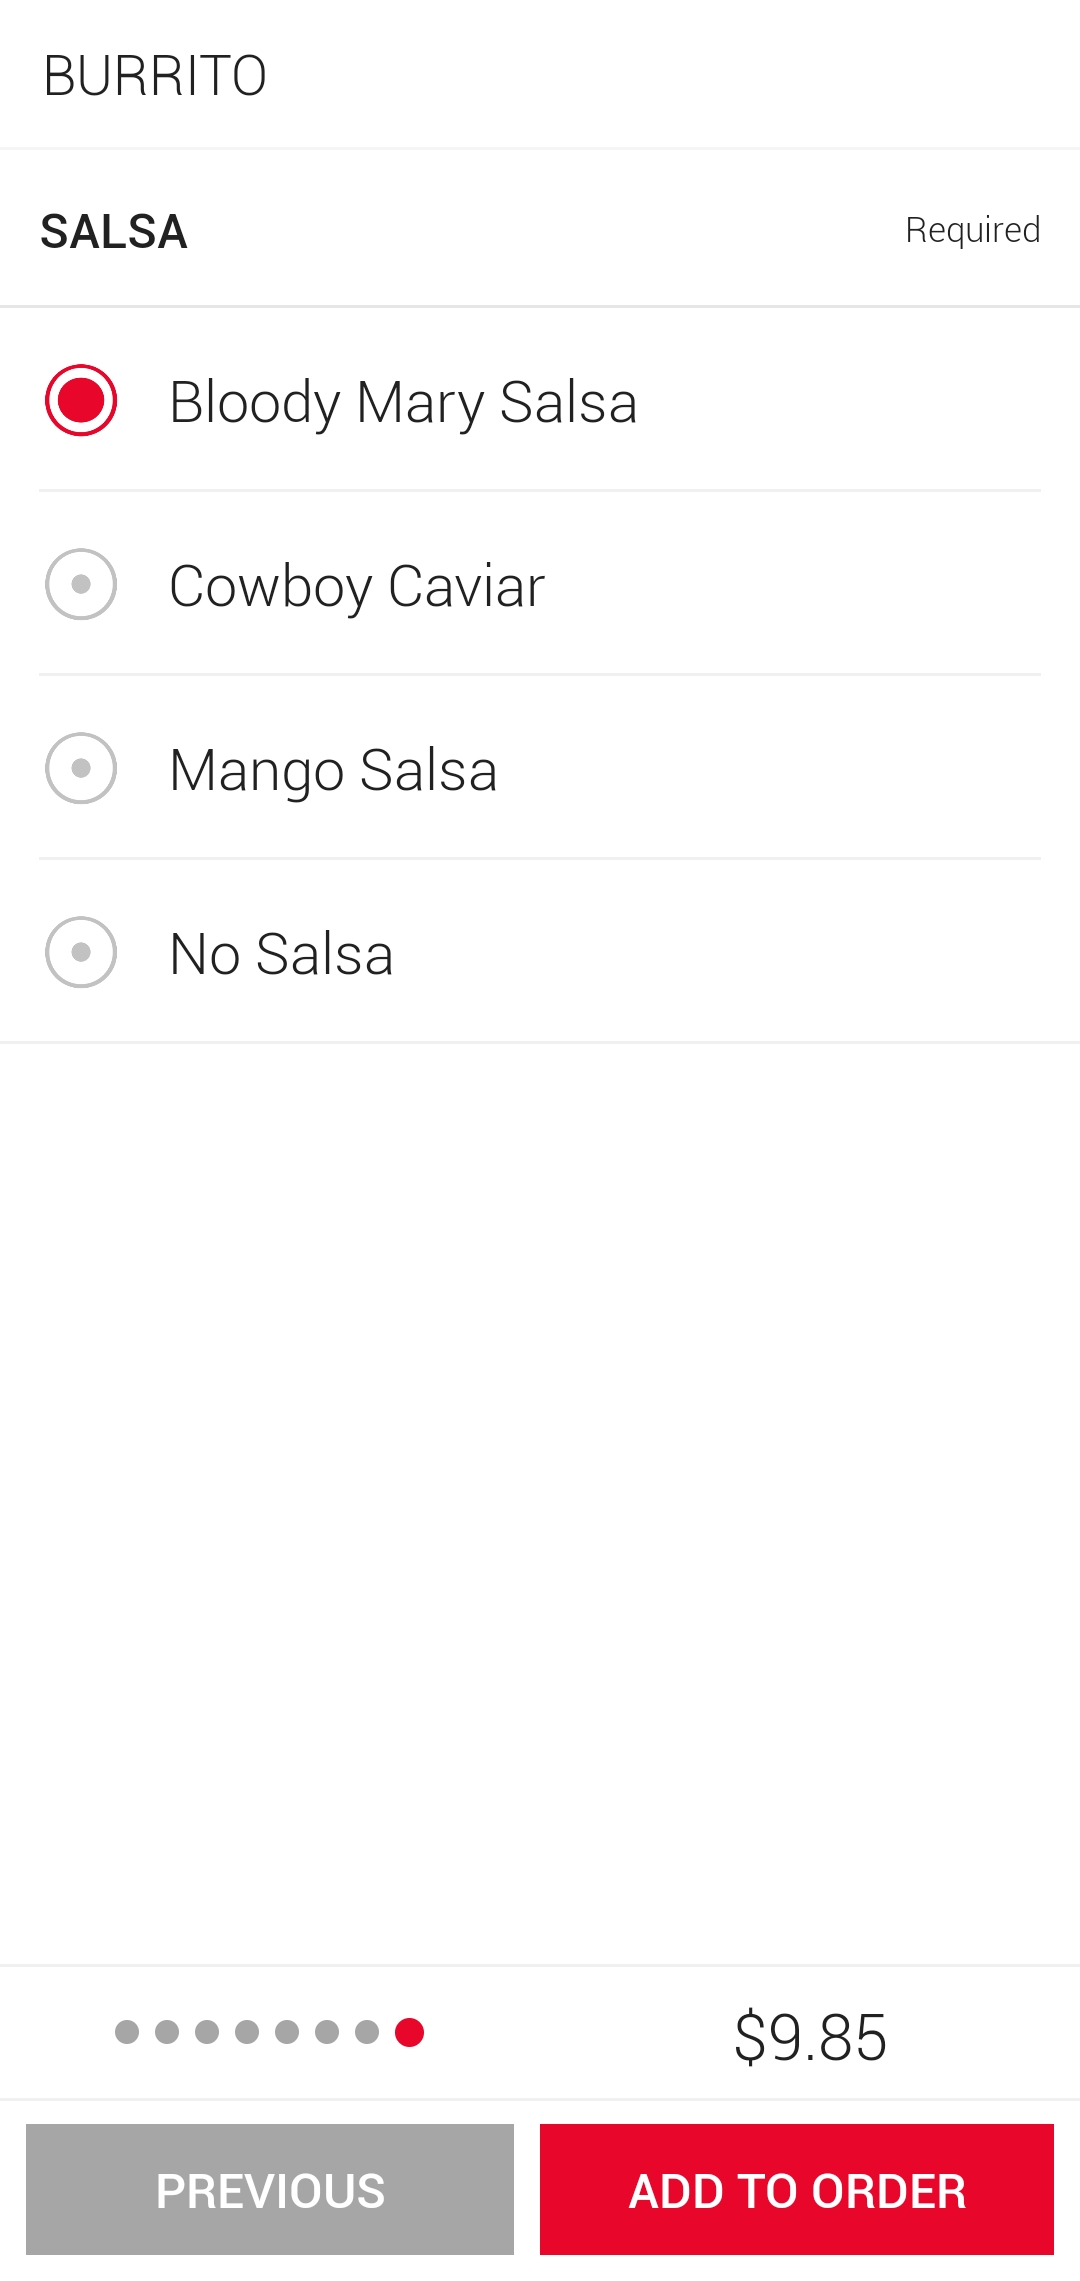 BURRITO
SALSA
Required
Bloody Mary Salsa
Cowboy Caviar
Mango Salsa
No Salsa
$9.85
PREVIOUS
ADD TO ORDER